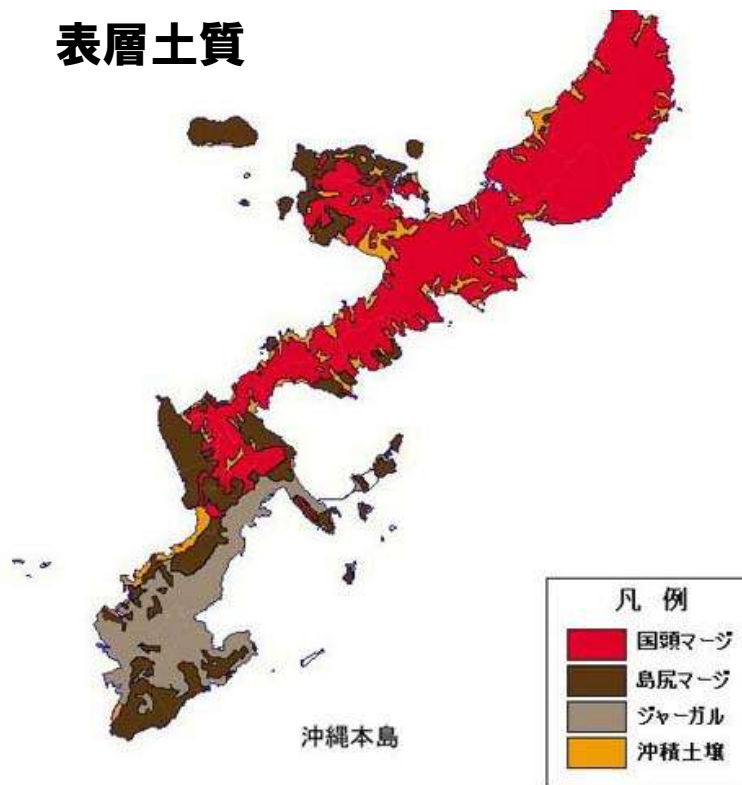 表層土質
凡 例
国頭マージ
島尻マージ
ジャーガル
沖積土壌
沖縄本島